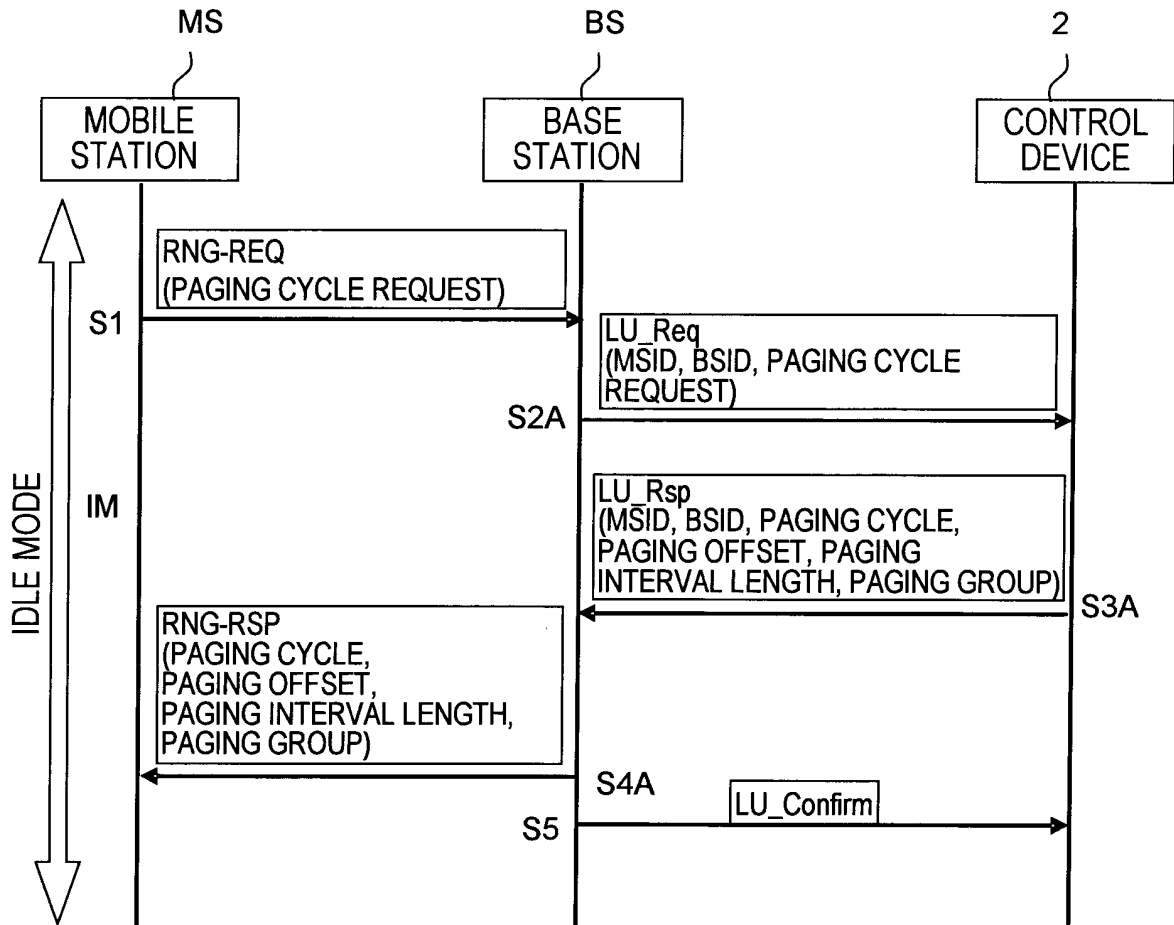 MS
BS
2
MOBILE
STATION
BASE
STATION
CONTROL
DEVICE
RNG-REQ
(PAGING CYCLE REQUEST)
S1
LU_Req
(MSID, BSID, PAGING CYCLE
REQUEST)
S2A
IDLE MODE
IM
LU_Rsp
(MSID, BSID, PAGING CYCLE,
PAGING OFFSET, PAGING
INTERVAL LENGTH, PAGING GROUP)
S3A
RNG-RSP
(PAGING CYCLE,
PAGING OFFSET,
PAGING INTERVAL LENGTH,
PAGING GROUP)
S4A
LU_Confirm
S5